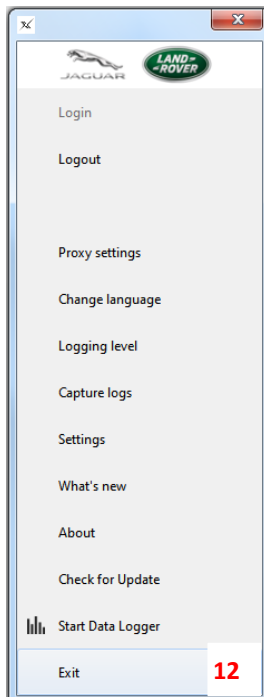 JAGUAR
LAND-
-ROVER
Login
Logout
Proxy settings
Change language
Logging level
Capture logs
Settings
What's new
About
Check for Update
Start Data Logger
Exit
12